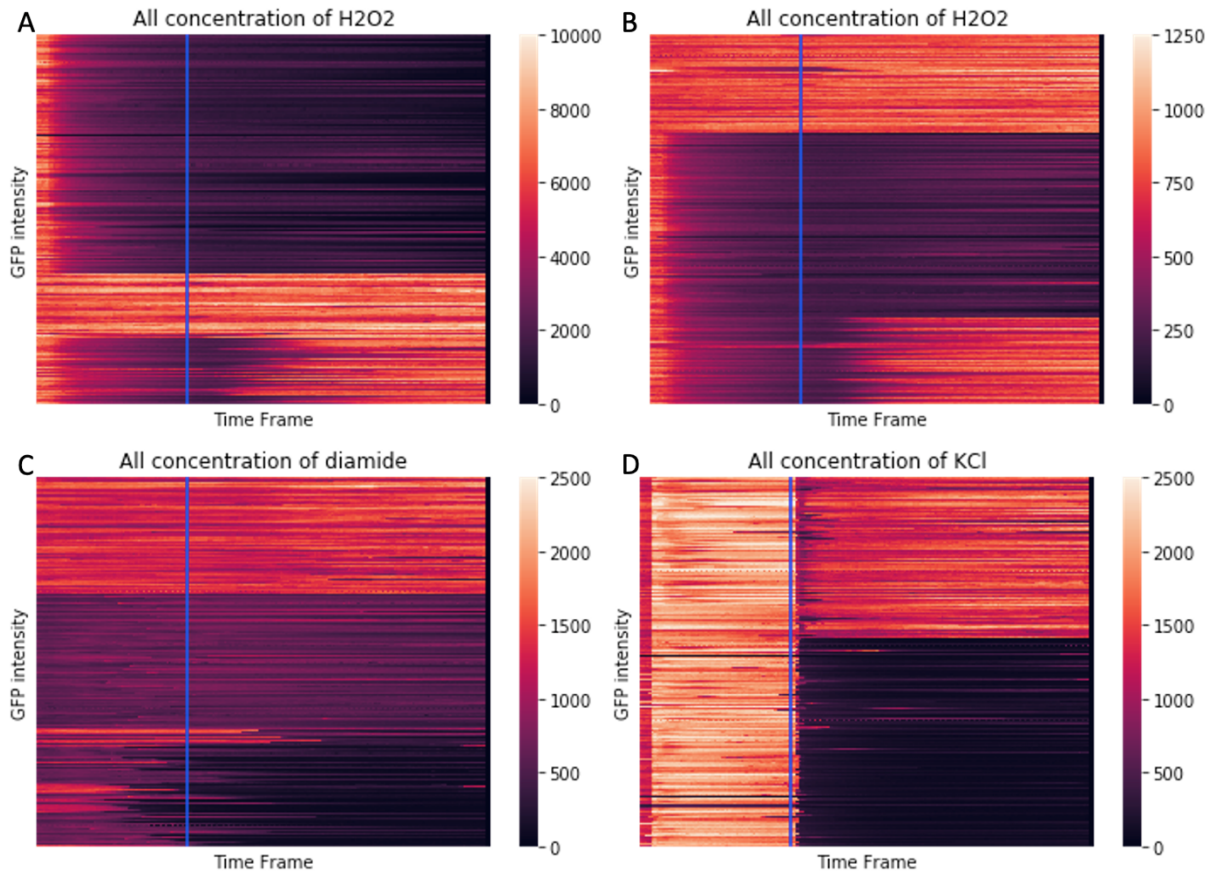 A
All concentration of H2O2
GFP intensity
Time Frame
10000
8000
6000
4000
2000
0
B
All concentration of H2O2
GFP intensity
Time Frame
1250
1000
750
500
250
0
C
All concentration of diamide
GFP intensity
Time Frame
2500
2000
1500
1000
500
0
D
All concentration of KCl
GFP intensity
Time Frame
2500
2000
1500
1000
500
0